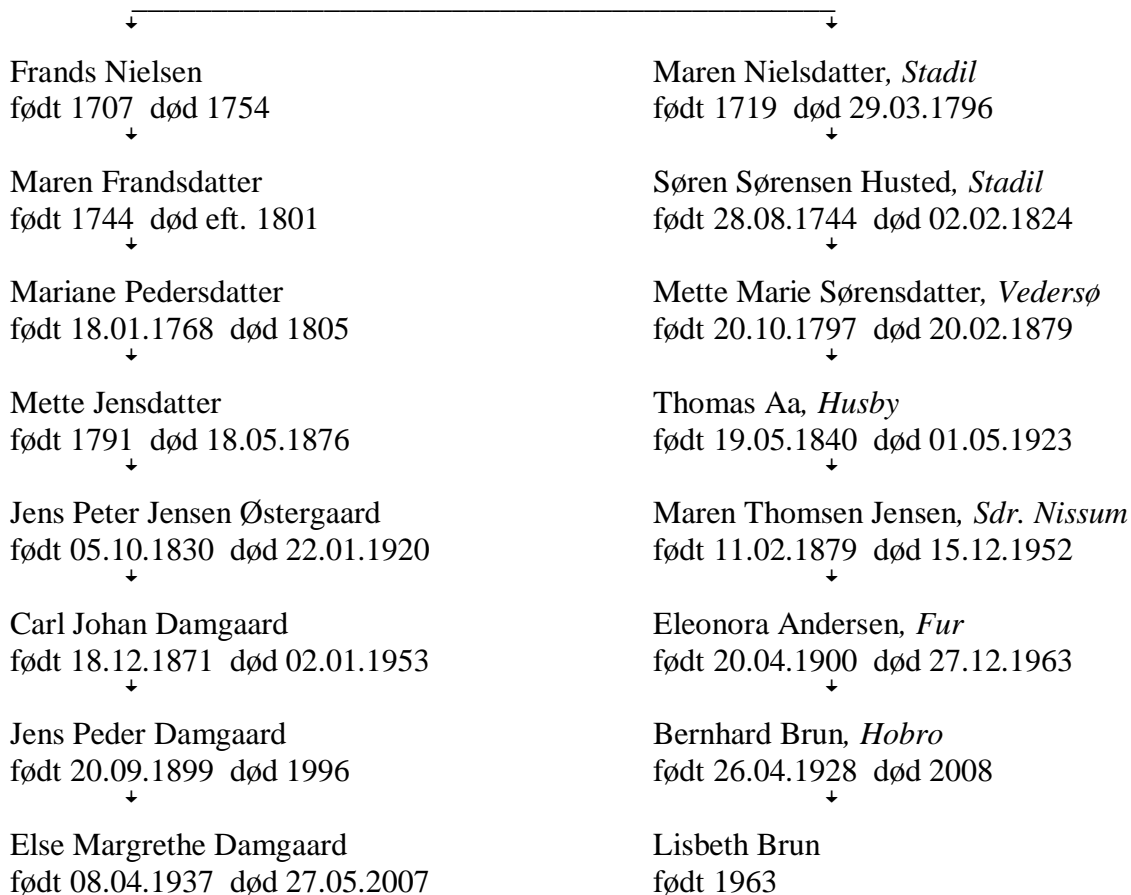 Frands Nielsen
født 1707 død 1754
Maren Frandsdatter
født 1744 død eft. 1801
Mariane Pedersdatter
født 18.01.1768 død 1805
Mette Jensdatter
født 1791 død 18.05.1876
Jens Peter Jensen Østergaard
født 05.10.1830 død 22.01.1920
Carl Johan Damgaard
født 18.12.1871 død 02.01.1953
Jens Peder Damgaard
født 20.09.1899 død 1996
Else Margrethe Damgaard
født 08.04.1937 død 27.05.2007
Maren Nielsdatter, Stadil
født 1719 død 29.03.1796
Søren Sørensen Husted, Stadil
født 28.08.1744 død 02.02.1824
Mette Marie Sørensdatter, Vedersø
født 20.10.1797 død 20.02.1879
Thomas Aa, Husby
født 19.05.1840 død 01.05.1923
Maren Thomsen Jensen, Sdr. Nissum
født 11.02.1879 død 15.12.1952
Eleonora Andersen, Fur
født 20.04.1900 død 27.12.1963
Bernhard Brun, Hobro
født 26.04.1928 død 2008
Lisbeth Brun
født 1963